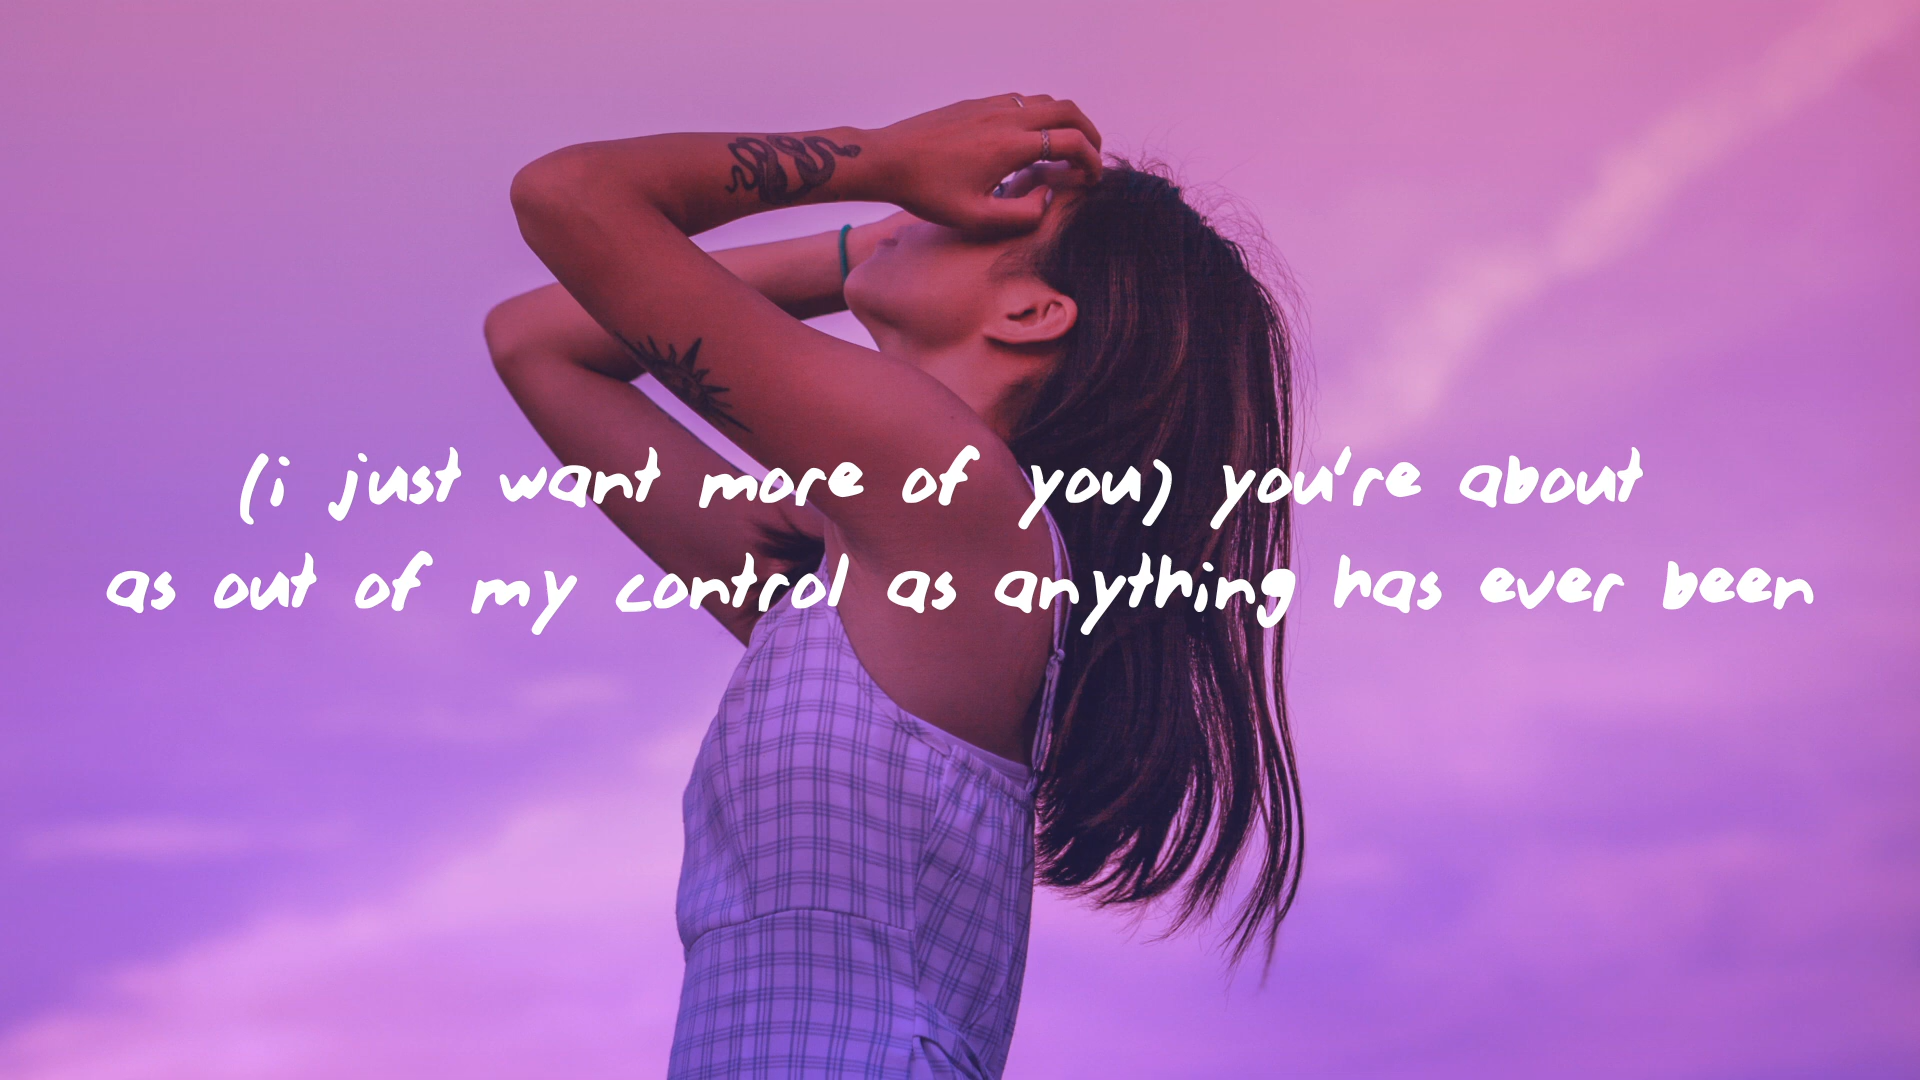 (i just want more of you) you're about
as out of my control as anything has ever been